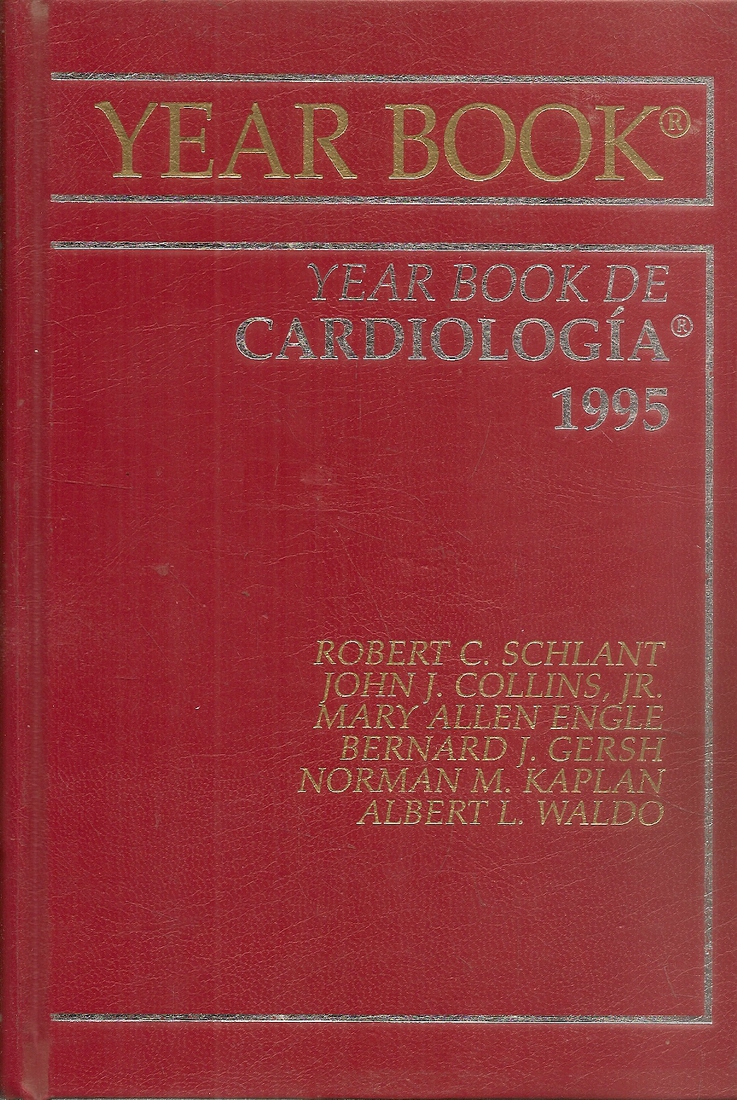 YEAR BOOK®
YEAR BOOK DE
CARDIOLOGÍA®
1995
ROBERT C. SCHLANT
JOHN J. COLLINS, JR.
MARY ALLEN ENGLE
BERNARD J. GERSH
NORMAN M. KAPLAN
ALBERT L. WALDO